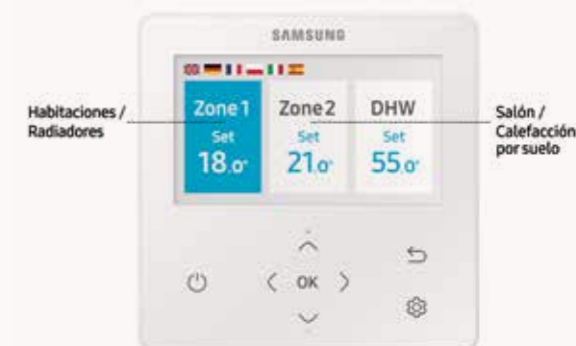 SAMSUNG
Habitaciones /
Radiadores
Zone 1
Set
18.0°
Zone 2
Set
21.0°
DHW
Set
55.0°
Salón /
Calefacción
por suelo
OK